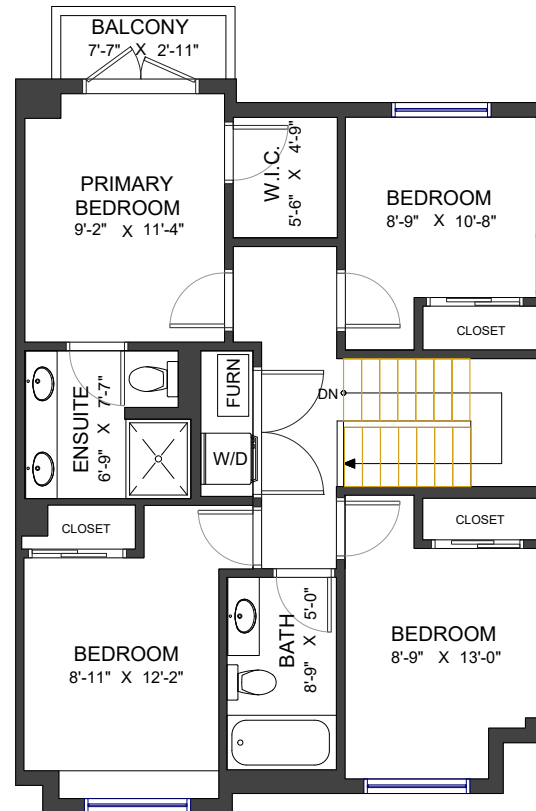 BALCONY
7'-7" X 2'-11"
PRIMARY
BEDROOM
9'-2" X 11'-4"
W.I.C.
5'-6" X 4'-9"
BEDROOM
8'-9" X 10'-8"
CLOSET
ENSUITE
6'-9" X 7'-7"
FURN
W/D
DN
CLOSET
CLOSET
BEDROOM
8'-11" X 12'-2"
BATH
8'-9" X 5'-0"
BEDROOM
8'-9" X 13'-0"